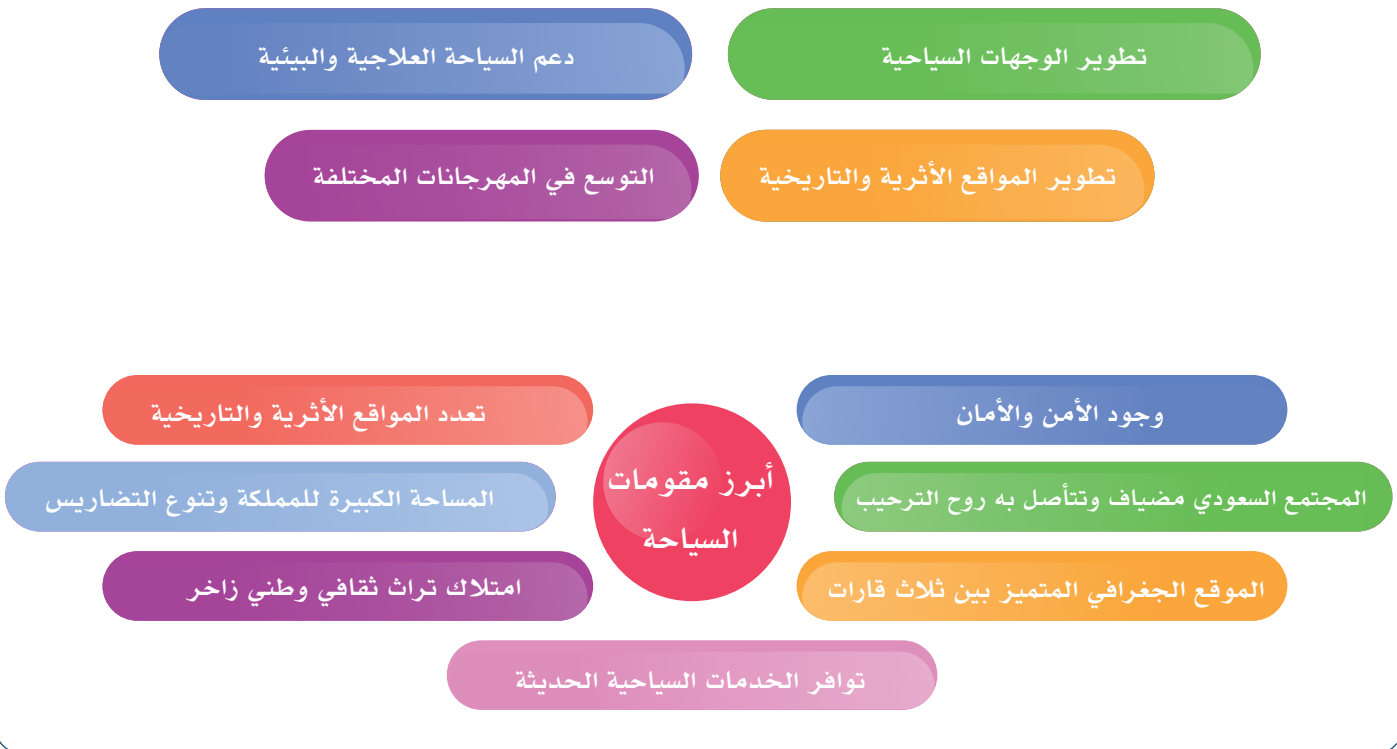 تطوير الوجهات السياحية
دعم السياحة العلاجية والبيئية
تطوير المواقع الأثرية والتاريخية
التوسع في المهرجانات المختلفة
أبرز مقومات
السياحة
وجود الأمن والأمان
تعدد المواقع الأثرية والتاريخية
المجتمع السعودي مضياف وتتأصل به روح الترحيب
المساحة الكبيرة للمملكة وتنوع التضاريس
الموقع الجغرافي المتميز بين ثلاث قارات
امتلاك تراث ثقافي وطني زاخر
توافر الخدمات السياحية الحديثة